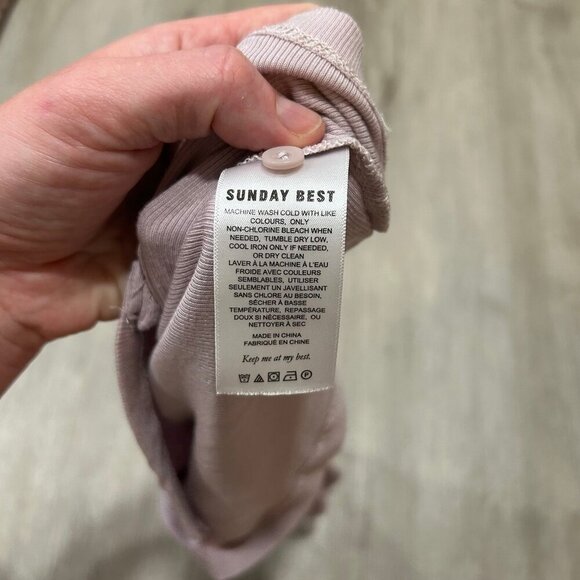 SUNDAY BEST
MACHINE WASH COLD WITH LIKE
COLOURS, ONLY
NON-CHLORINE BLEACH WHEN
NEEDED, TUMBLE DRY LOW,
COOL IRON ONLY IF NEEDED,
OR DRY CLEAN
LAVER À LA MACHINE À L'EAU
FROIDE AVEC COULEURS
SEMBLABLES, UTILISER
SEULEMENT UN JAVELLISANT
SANS CHLORE AU BESOIN,
SÉCHER À BASSE
TEMPÉRATURE, REPASSAGE
DOUX SI NÉCESSAIRE, OU
NETTOYER À SEC
MADE IN CHINA
FABRIQUÉ EN CHINE
Keep me at my best.